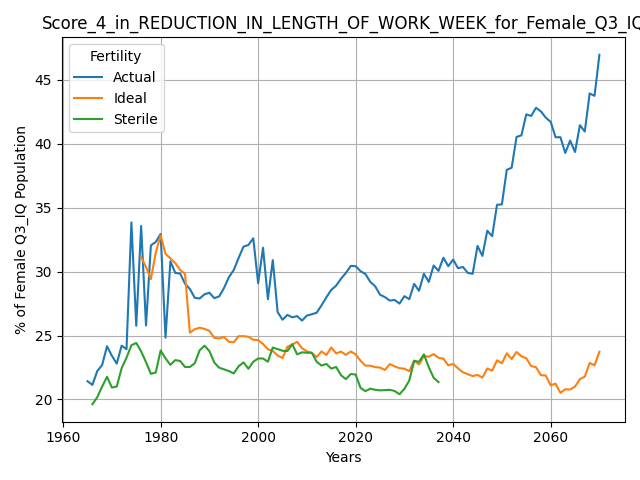 Score_4_in_REDUCTION_IN_LENGTH_OF_WORK_WEEK_for_Female_Q3_IQ
Fertility
Actual
Ideal
Sterile
% of Female Q3_IQ Population
45
40
35
30
25
20
1960
1980
2000
2020
2040
2060
Years